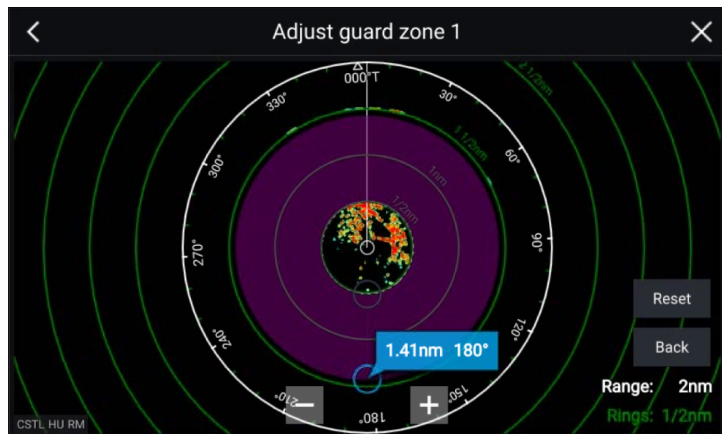 Adjust guard zone 1
000°T
30°
60°
90°
120°
150°
180°
210°
240°
270°
300°
330°
1/2nm
1nm
1 1/2nm
2 1/2nm
1.41nm 180°
Reset
Back
Range: 2nm
Rings: 1/2nm
CSTL HU RM